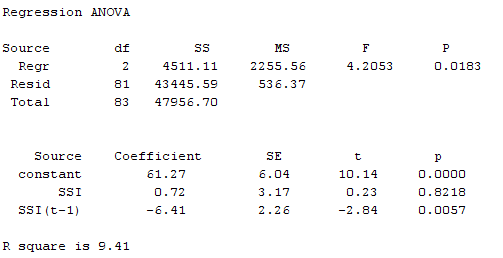 Regression ANOVA
Source df SS MS F P
Regr 2 4511.11 2255.56 4.2053 0.0183
Resid 81 43445.59 536.37
Total 83 47956.70
Source Coefficient SE t p
constant 61.27 6.04 10.14 0.0000
SSI 0.72 3.17 0.23 0.8218
SSI(t-1) -6.41 2.26 -2.84 0.0057
R square is 9.41